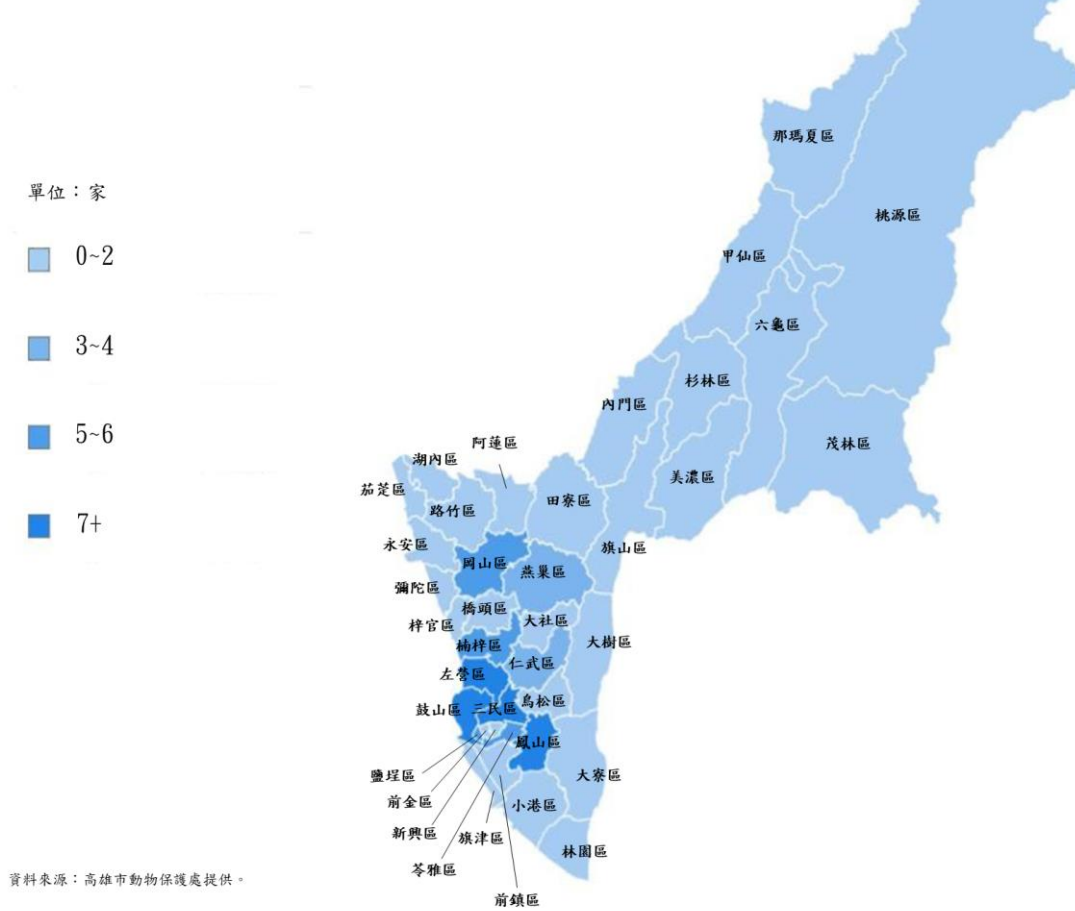 單位：家
0~2
3~4
5~6
7+
那瑪夏區
桃源區
甲仙區
六龜區
杉林區
內門區
茂林區
阿蓮區
湖內區
美濃區
茄萣區
田寮區
路竹區
永安區
旗山區
岡山區
燕巢區
彌陀區
橋頭區
大社區
梓官區
大樹區
楠梓區
仁武區
左營區
鳥松區
三民區
鼓山區
鳳山區
鹽埕區
大寮區
前金區
小港區
新興區
旗津區
林園區
苓雅區
前鎮區
資料來源：高雄市動物保護處提供。